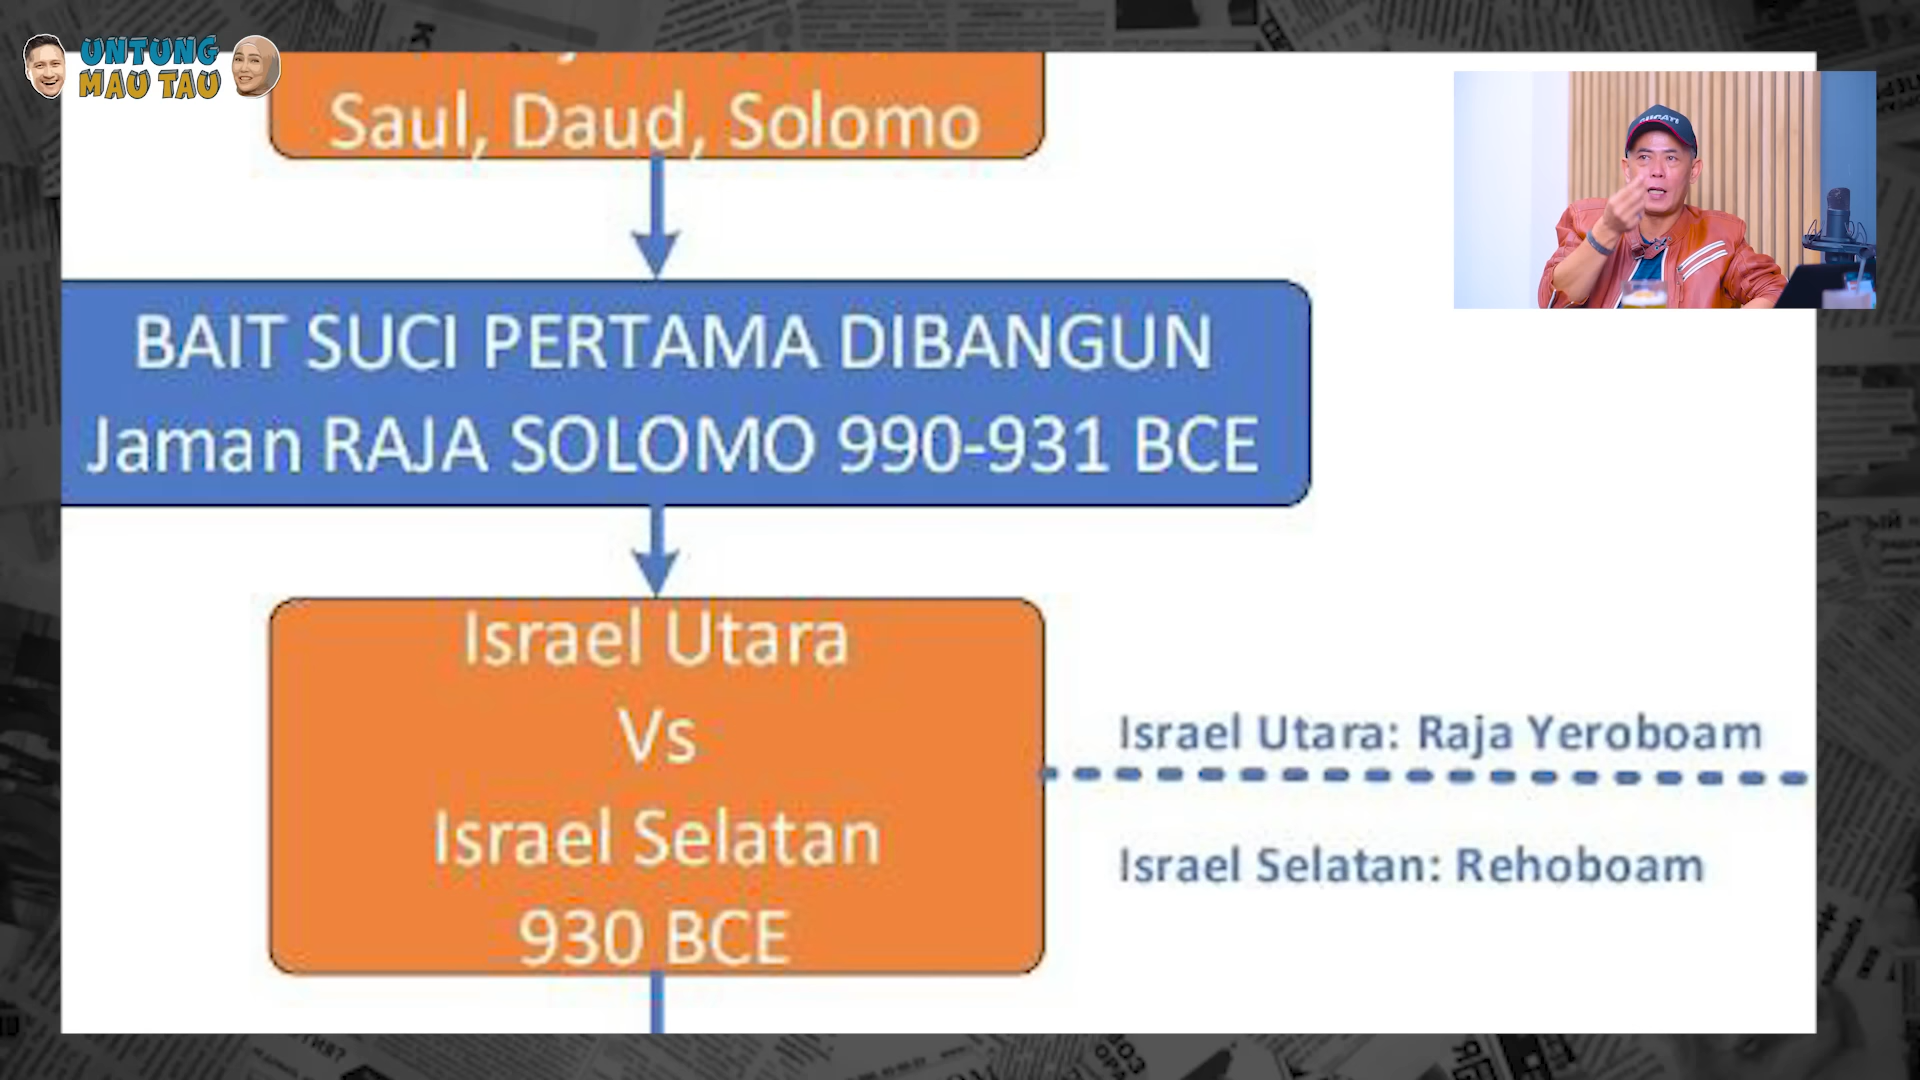 UNTUNG
MAU TAU
Saul, Daud, Solomo
DUCATI
BAIT SUCI PERTAMA DIBANGUN
Jaman RAJA SOLOMO 990-931 BCE
Israel Utara
Vs
Israel Selatan
930 BCE
Israel Utara: Raja Yeroboam
Israel Selatan: Rehoboam